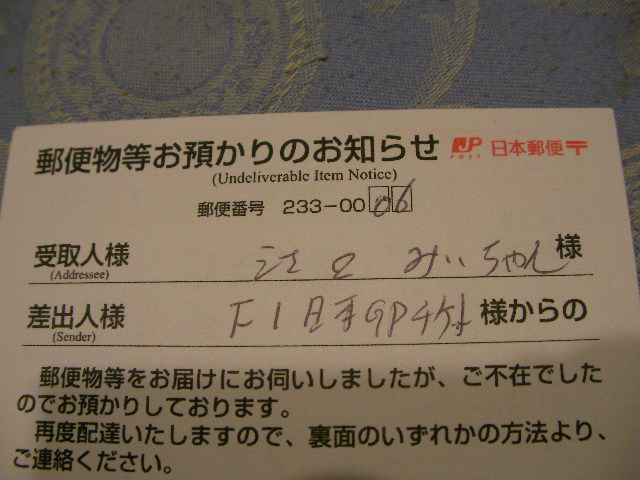 郵便物等お預かりのお知らせ JP POST 日本郵便〒
(Undeliverable Item Notice)
郵便番号 233-0006
受取人様 みいちゃん 様
(Addressee)
差出人様 F1日本GPチケット 様からの
(Sender)
郵便物等をお届けにお伺いしましたが、ご不在でした
のでお預かりしております。
再度配達いたしますので、裏面のいずれかの方法より、
ご連絡ください。